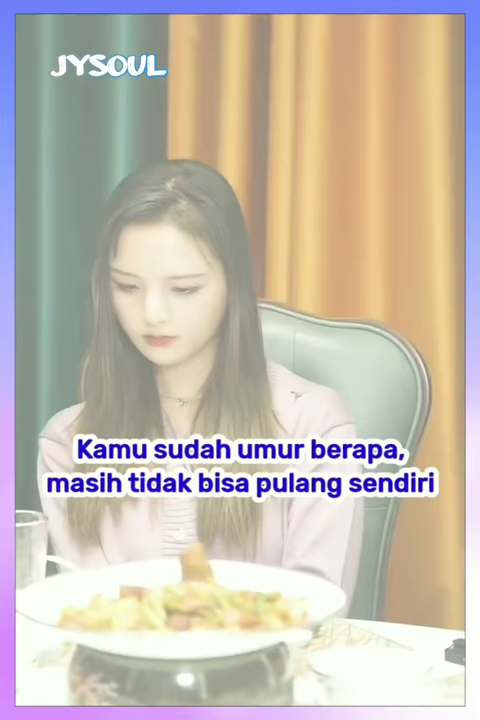 JYSOUL
Kamu sudah umur berapa,
masih tidak bisa pulang sendiri